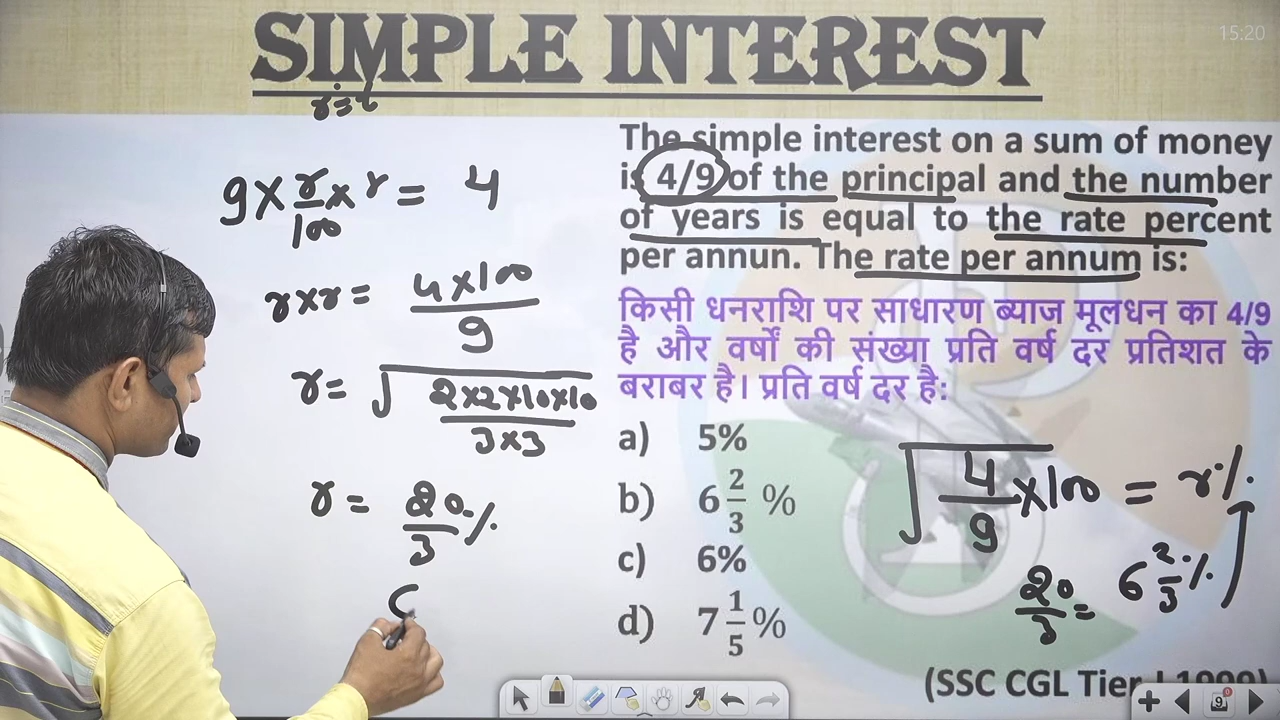 SIMPLE INTEREST
15:20
r=t
9 × r/100 × r = 4
r×r = 4×100/9
r = √(2×2×10×10/3×3)
r = 20/3 %
6
The simple interest on a sum of money
is 4/9 of the principal and the number
of years is equal to the rate percent
per annun. The rate per annum is:
किसी धनराशि पर साधारण ब्याज मूलधन का 4/9
है और वर्षों की संख्या प्रति वर्ष दर प्रतिशत के
बराबर है। प्रति वर्ष दर है:
a) 5%
b) 6 2/3 %
c) 6%
d) 7 1/5 %
√(4/9 × 100) = r%
20/3 = 6 2/3 %
(SSC CGL Tier 1999)
9